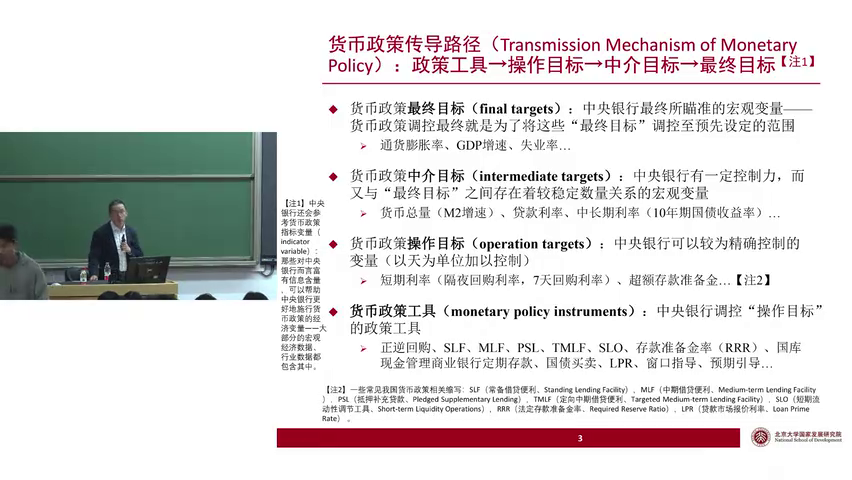 货币政策传导路径（Transmission Mechanism of Monetary
Policy）：政策工具→操作目标→中介目标→最终目标【注1】
货币政策最终目标（final targets）：中央银行最终所瞄准的宏观变量——
货币政策调控最终就是为了将这些“最终目标”调控至预先设定的范围
通货膨胀率、GDP增速、失业率…
货币政策中介目标（intermediate targets）：中央银行有一定控制力，而
又与“最终目标”之间存在着较稳定数量关系的宏观变量
货币总量（M2增速）、贷款利率、中长期利率（10年期国债收益率）…
货币政策操作目标（operation targets）：中央银行可以较为精确控制的
变量（以天为单位加以控制）
短期利率（隔夜回购利率，7天回购利率）、超额存款准备金…【注2】
货币政策工具（monetary policy instruments）：中央银行调控“操作目标”
的政策工具
正逆回购、SLF、MLF、PSL、TMLF、SLO、存款准备金率（RRR）、国库
现金管理商业银行定期存款、国债买卖、LPR、窗口指导、预期引导…
【注1】中央
银行还会参
考货币政策
指标变量（
indicator
variable）：
那些对中央
银行而言富
有信息含量
，可以帮助
中央银行更
好地施行货
币政策的经
济变量——大
部分的宏观
经济数据、
行业数据都
包含其中。
【注2】一些常见我国货币政策相关缩写：SLF（常备借贷便利、Standing Lending Facility）、MLF（中期借贷便利、Medium-term Lending Facility
）、PSL（抵押补充贷款、Pledged Supplementary Lending）、TMLF（定向中期借贷便利、Targeted Medium-term Lending Facility）、SLO（短期流
动性调节工具、Short-term Liquidity Operations）、RRR（法定存款准备金率、Required Reserve Ratio）、LPR（贷款市场报价利率、Loan Prime
Rate）。
3
北京大学国家发展研究院
National School of Development